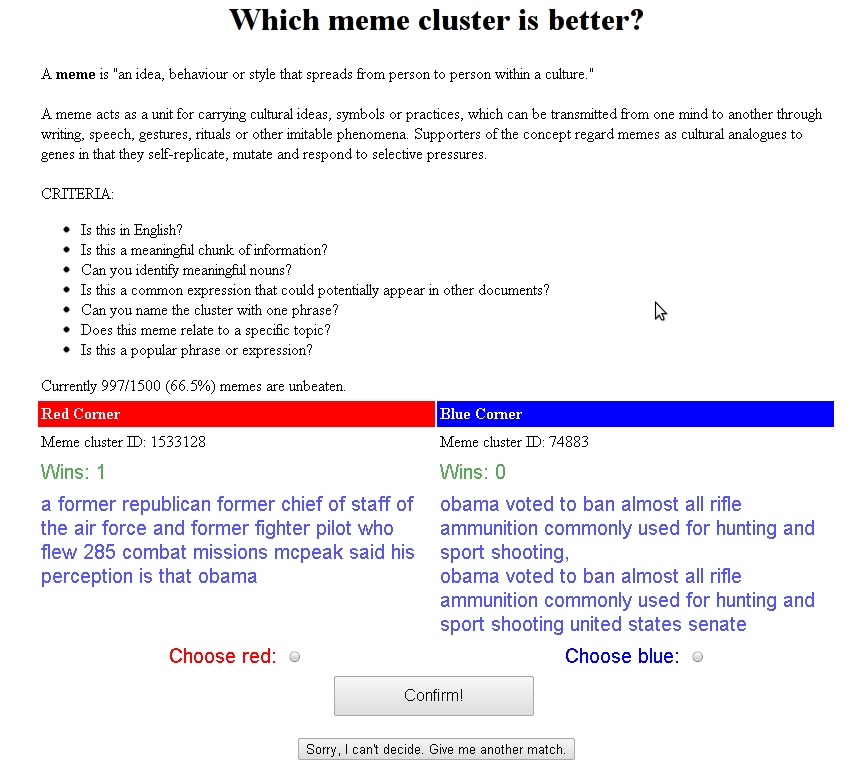 Which meme cluster is better?
A meme is "an idea, behaviour or style that spreads from person to person within a culture."
A meme acts as a unit for carrying cultural ideas, symbols or practices, which can be transmitted from one mind to another through
writing, speech, gestures, rituals or other imitable phenomena. Supporters of the concept regard memes as cultural analogues to
genes in that they self-replicate, mutate and respond to selective pressures.
CRITERIA:
Is this in English?
Is this a meaningful chunk of information?
Can you identify meaningful nouns?
Is this a common expression that could potentially appear in other documents?
Can you name the cluster with one phrase?
Does this meme relate to a specific topic?
Is this a popular phrase or expression?
Currently 997/1500 (66.5%) memes are unbeaten.
Red Corner
Meme cluster ID: 1533128
Wins: 1
a former republican former chief of staff of
the air force and former fighter pilot who
flew 285 combat missions mcpeak said his
perception is that obama
Choose red:
Blue Corner
Meme cluster ID: 74883
Wins: 0
obama voted to ban almost all rifle
ammunition commonly used for hunting and
sport shooting,
obama voted to ban almost all rifle
ammunition commonly used for hunting and
sport shooting united states senate
Choose blue:
Confirm!
Sorry, I can't decide. Give me another match.